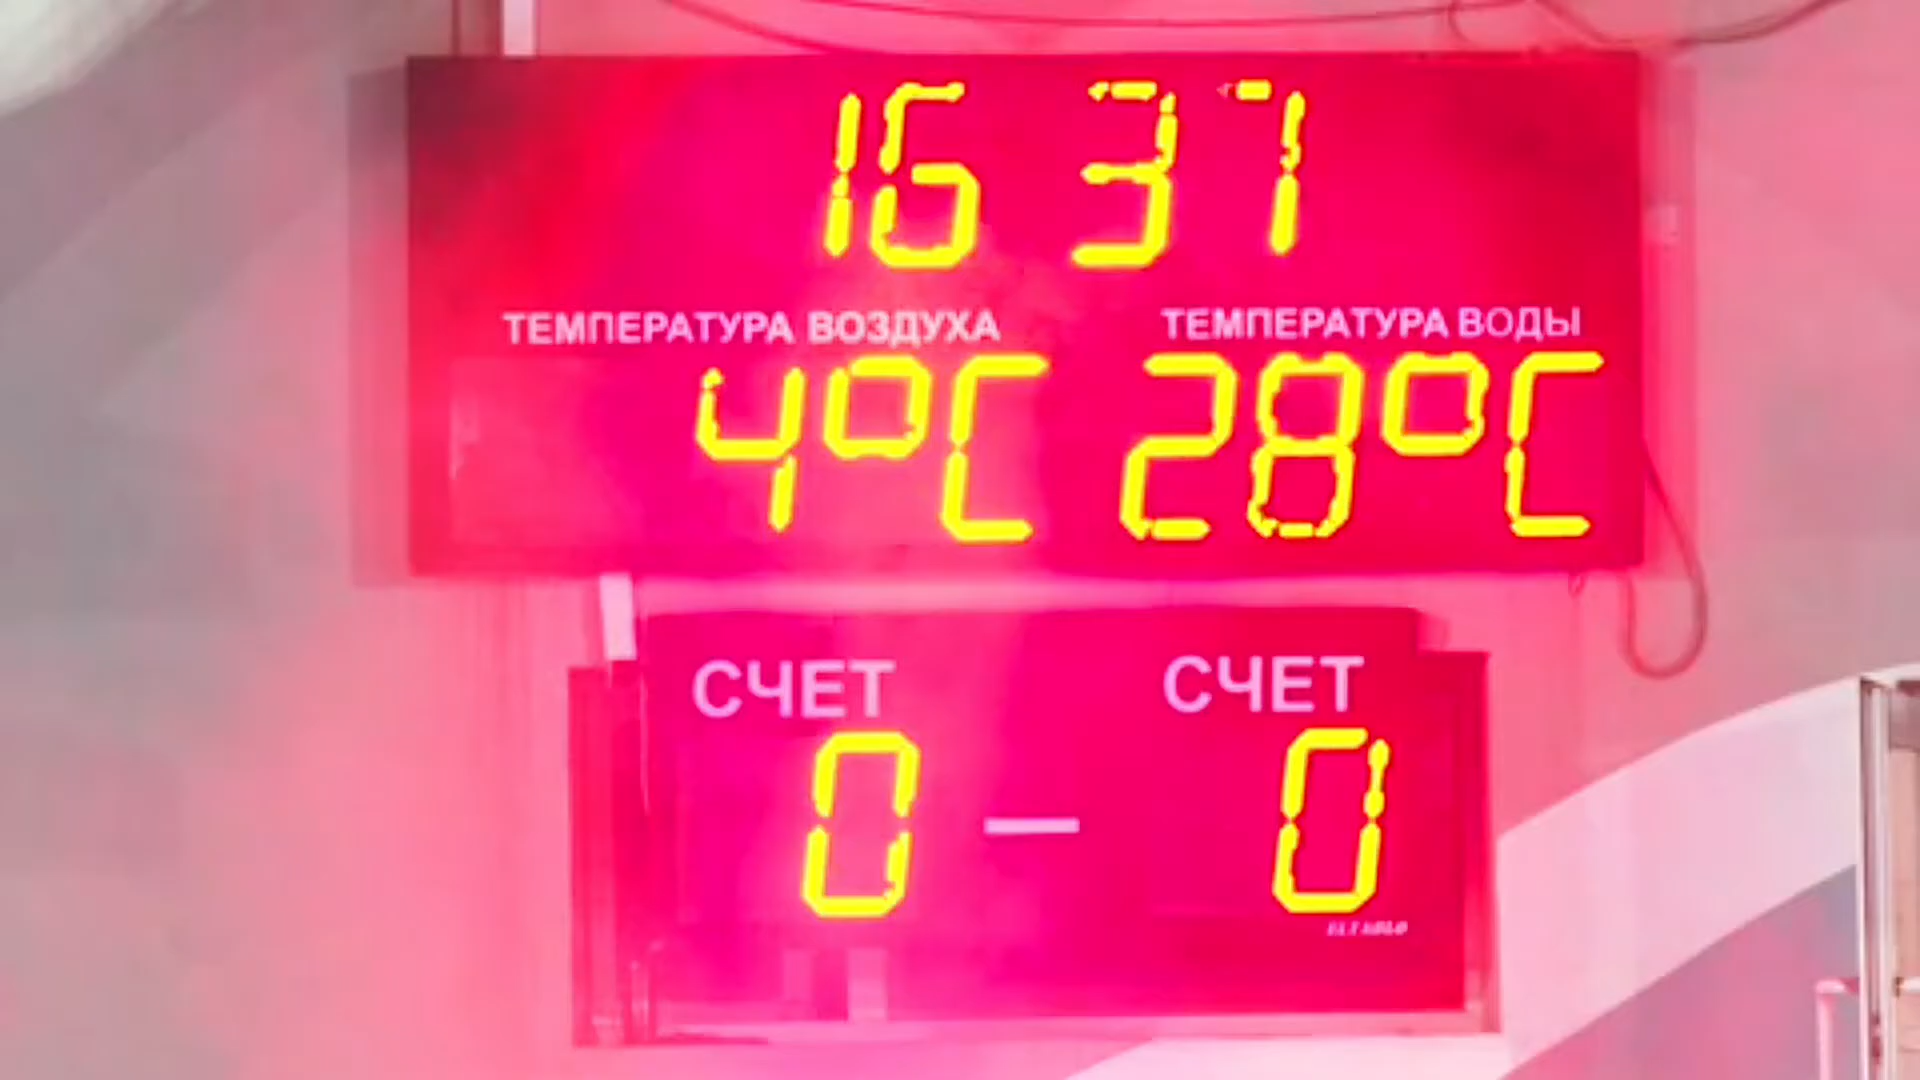 16 37
ТЕМПЕРАТУРА ВОЗДУХА ТЕМПЕРАТУРА ВОДЫ
4°C 28°C
СЧЕТ СЧЕТ
0 — 0